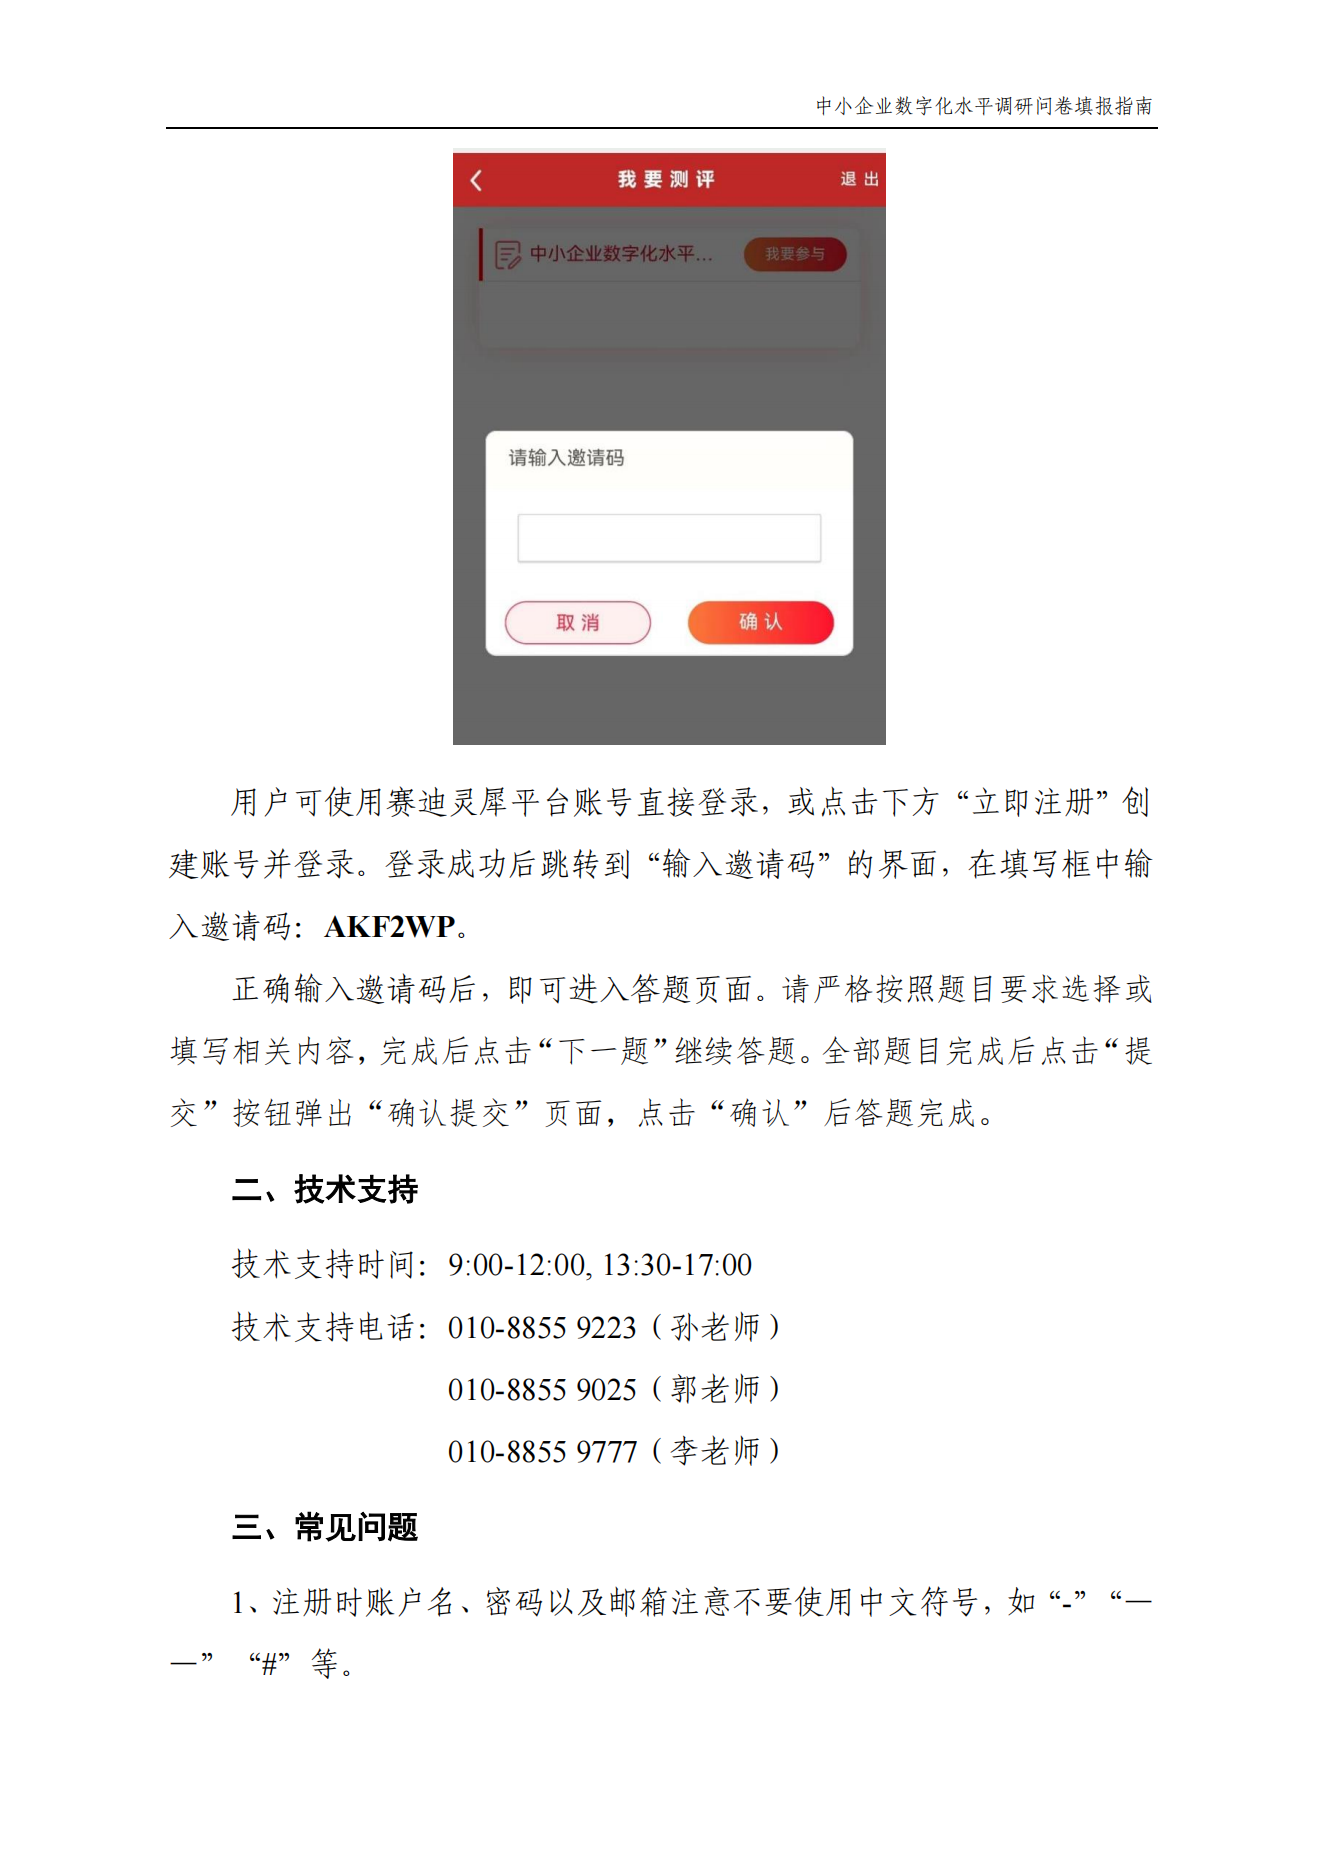 中小企业数字化水平调研问卷填报指南
我要测评
退出
中小企业数字化水平...
我要参与
请输入邀请码
取消
确认
用户可使用赛迪灵犀平台账号直接登录，或点击下方“立即注册”创
建账号并登录。登录成功后跳转到“输入邀请码”的界面，在填写框中输
入邀请码：AKF2WP。
正确输入邀请码后，即可进入答题页面。请严格按照题目要求选择或
填写相关内容，完成后点击“下一题”继续答题。全部题目完成后点击“提
交”按钮弹出“确认提交”页面，点击“确认”后答题完成。
二、技术支持
技术支持时间：9:00-12:00, 13:30-17:00
技术支持电话：010-8855 9223（孙老师）
010-8855 9025（郭老师）
010-8855 9777（李老师）
三、常见问题
1、注册时账户名、密码以及邮箱注意不要使用中文符号，如“-”“—
—”“#”等。